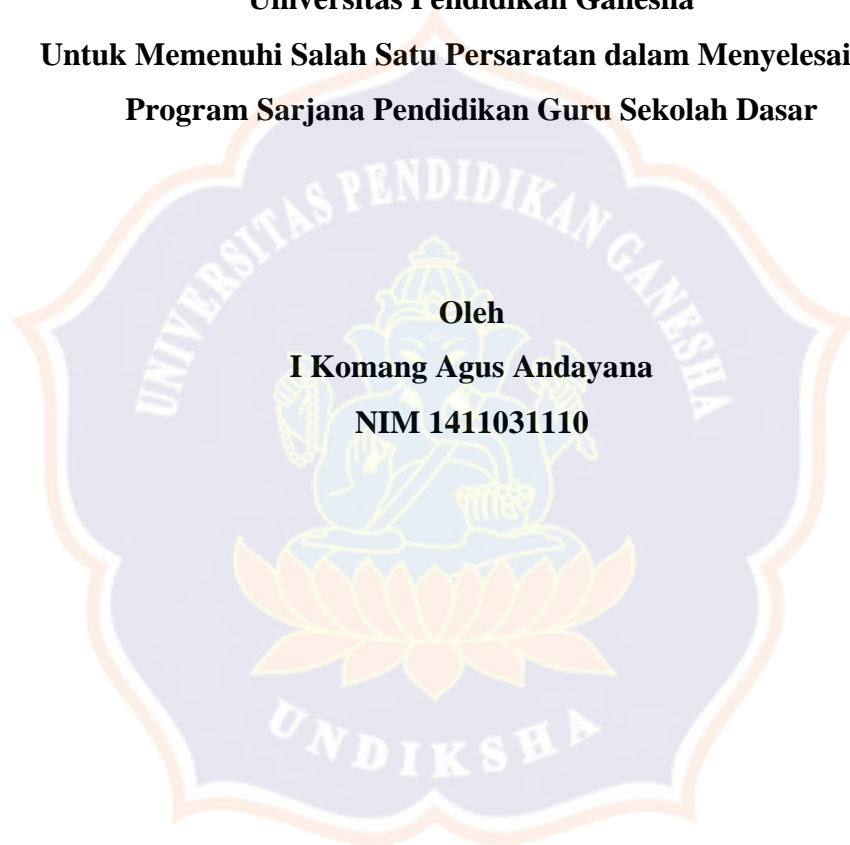 Universitas Pendidikan Ganesha
Untuk Memenuhi Salah Satu Persaratan dalam Menyelesai
Program Sarjana Pendidikan Guru Sekolah Dasar
UNIVERSITAS PENDIDIKAN GANESHA
Oleh
I Komang Agus Andayana
NIM 1411031110
UNDIKSHA